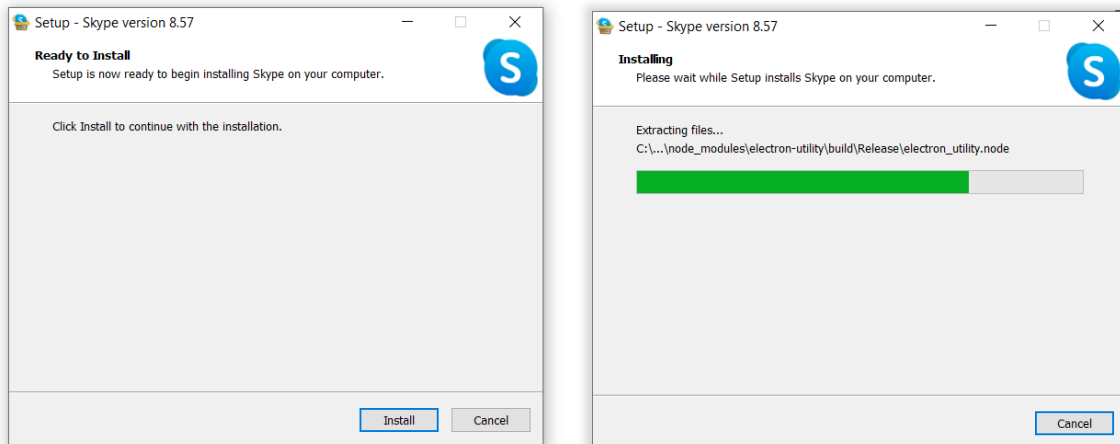 Setup - Skype version 8.57
Ready to Install
Setup is now ready to begin installing Skype on your computer.
S
Click Install to continue with the installation.
Install
Cancel
Setup - Skype version 8.57
Installing
Please wait while Setup installs Skype on your computer.
S
Extracting files...
C:\...\node_modules\electron-utility\build\Release\electron_utility.node
Cancel